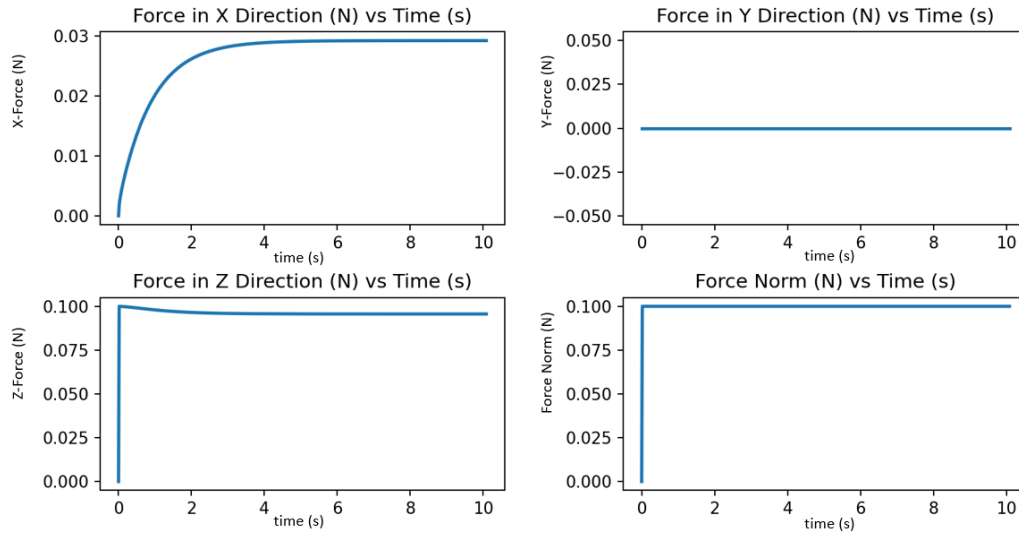 Force in X Direction (N) vs Time (s)
X-Force (N)
0.03
0.02
0.01
0.00
0 2 4 6 8 10
time (s)
Force in Y Direction (N) vs Time (s)
Y-Force (N)
0.050
0.025
0.000
−0.025
−0.050
0 2 4 6 8 10
time (s)
Force in Z Direction (N) vs Time (s)
Z-Force (N)
0.100
0.075
0.050
0.025
0.000
0 2 4 6 8 10
time (s)
Force Norm (N) vs Time (s)
Force Norm (N)
0.100
0.075
0.050
0.025
0.000
0 2 4 6 8 10
time (s)